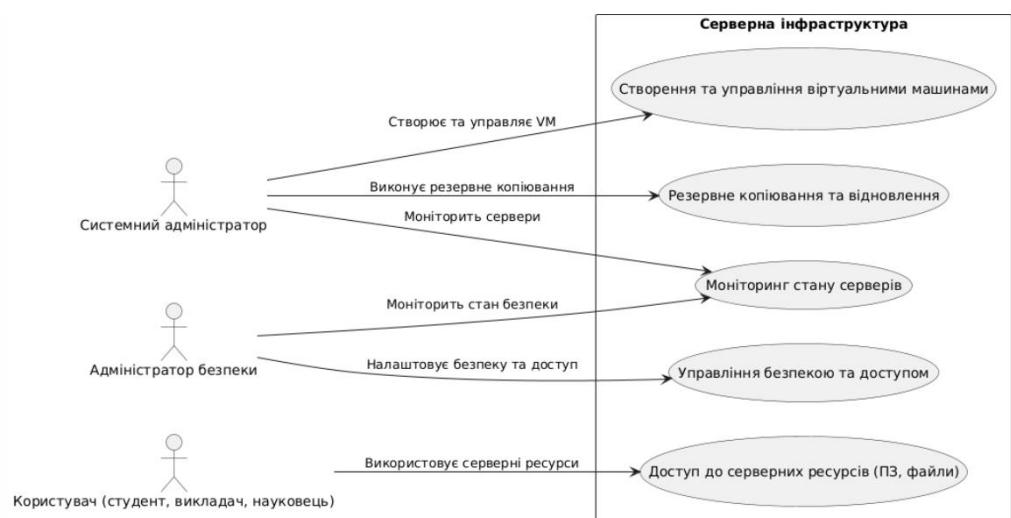 Серверна інфраструктура
Створення та управління віртуальними машинами
Створює та управляє VM
Виконує резервне копіювання
Резервне копіювання та відновлення
Моніторить сервери
Системний адміністратор
Моніторинг стану серверів
Моніторить стан безпеки
Адміністратор безпеки
Налаштовує безпеку та доступ
Управління безпекою та доступом
Використовує серверні ресурси
Доступ до серверних ресурсів (ПЗ, файли)
Користувач (студент, викладач, науковець)